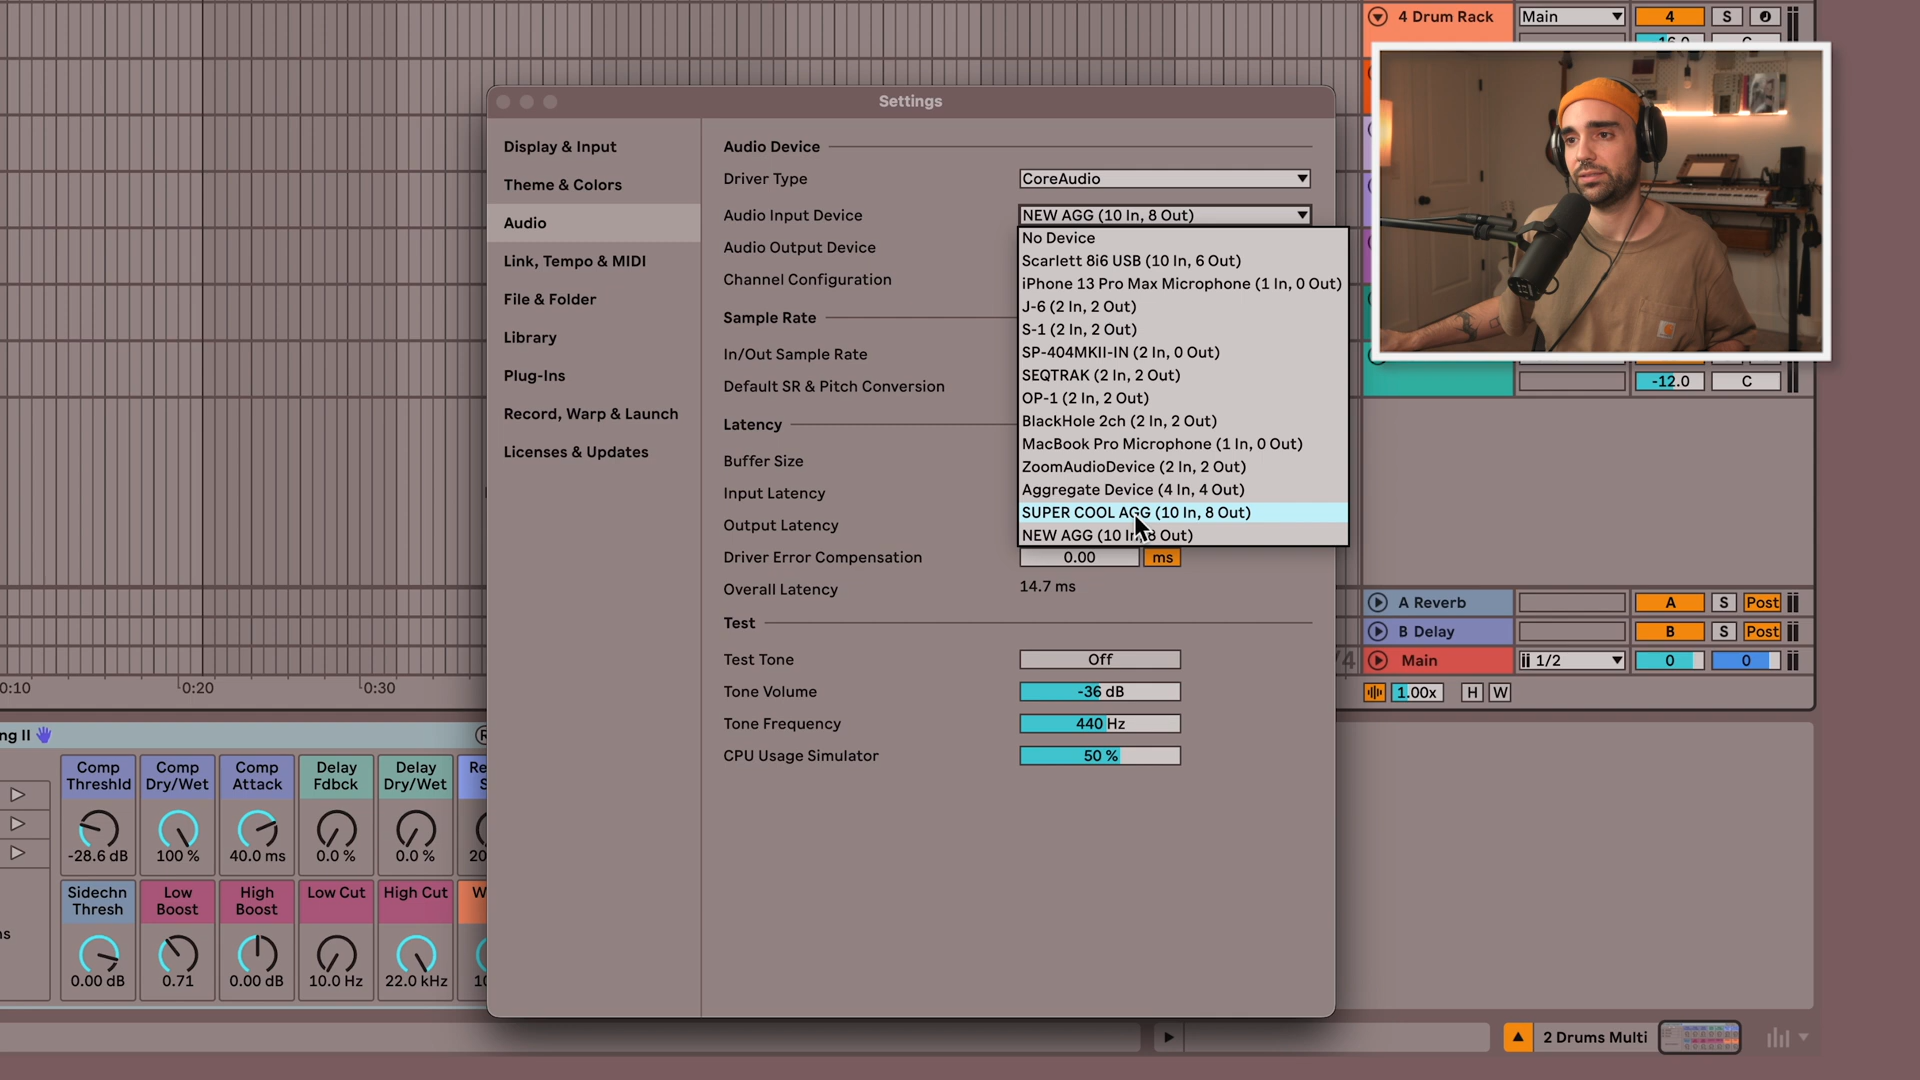 4 Drum Rack
Main
4
S
Settings
Display & Input
Theme & Colors
Audio
Link, Tempo & MIDI
File & Folder
Library
Plug-Ins
Record, Warp & Launch
Licenses & Updates
Audio Device
Driver Type
CoreAudio
Audio Input Device
NEW AGG (10 In, 8 Out)
Audio Output Device
Channel Configuration
Sample Rate
In/Out Sample Rate
Default SR & Pitch Conversion
Latency
Buffer Size
Input Latency
Output Latency
Driver Error Compensation
0.00
ms
Overall Latency
14.7 ms
No Device
Scarlett 8i6 USB (10 In, 6 Out)
iPhone 13 Pro Max Microphone (1 In, 0 Out)
J-6 (2 In, 2 Out)
S-1 (2 In, 2 Out)
SP-404MKII-IN (2 In, 0 Out)
SEQTRAK (2 In, 2 Out)
OP-1 (2 In, 2 Out)
BlackHole 2ch (2 In, 2 Out)
MacBook Pro Microphone (1 In, 0 Out)
ZoomAudioDevice (2 In, 2 Out)
Aggregate Device (4 In, 4 Out)
SUPER COOL AGG (10 In, 8 Out)
NEW AGG (10 In, 8 Out)
Test
Test Tone
Off
Tone Volume
-36 dB
Tone Frequency
440 Hz
CPU Usage Simulator
50 %
-12.0
C
A Reverb
A
S
Post
B Delay
B
S
Post
/4
Main
1/2
0
0
1.00x
H
W
0:10
0:20
0:30
ng II
Comp Threshld
-28.6 dB
Comp Dry/Wet
100 %
Comp Attack
40.0 ms
Delay Fdbck
0.0 %
Delay Dry/Wet
0.0 %
Re
S
20
Sidechn Thresh
0.00 dB
Low Boost
0.71
High Boost
0.00 dB
Low Cut
10.0 Hz
High Cut
22.0 kHz
W
10
ns
2 Drums Multi